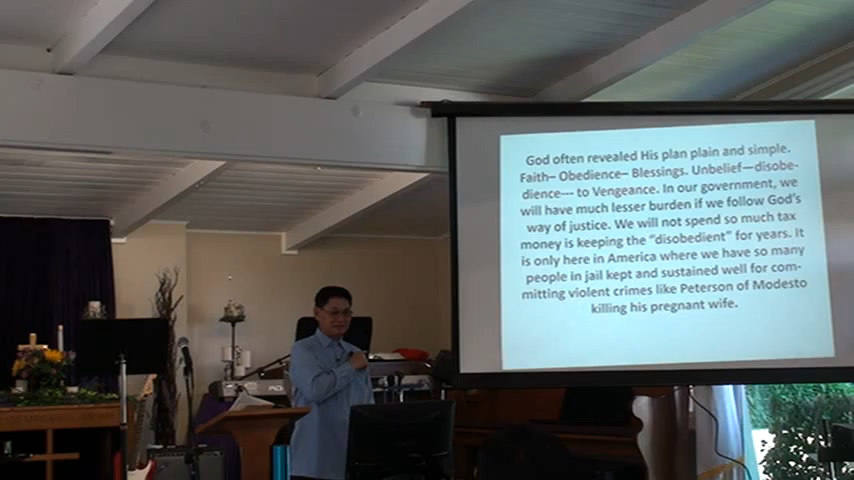 God often revealed His plan plain and simple.
Faith– Obedience– Blessings. Unbelief—disobe-
dience--- to Vengeance. In our government, we
will have much lesser burden if we follow God's
way of justice. We will not spend so much tax
money is keeping the "disobedient" for years. It
is only here in America where we have so many
people in jail kept and sustained well for com-
mitting violent crimes like Peterson of Modesto
killing his pregnant wife.